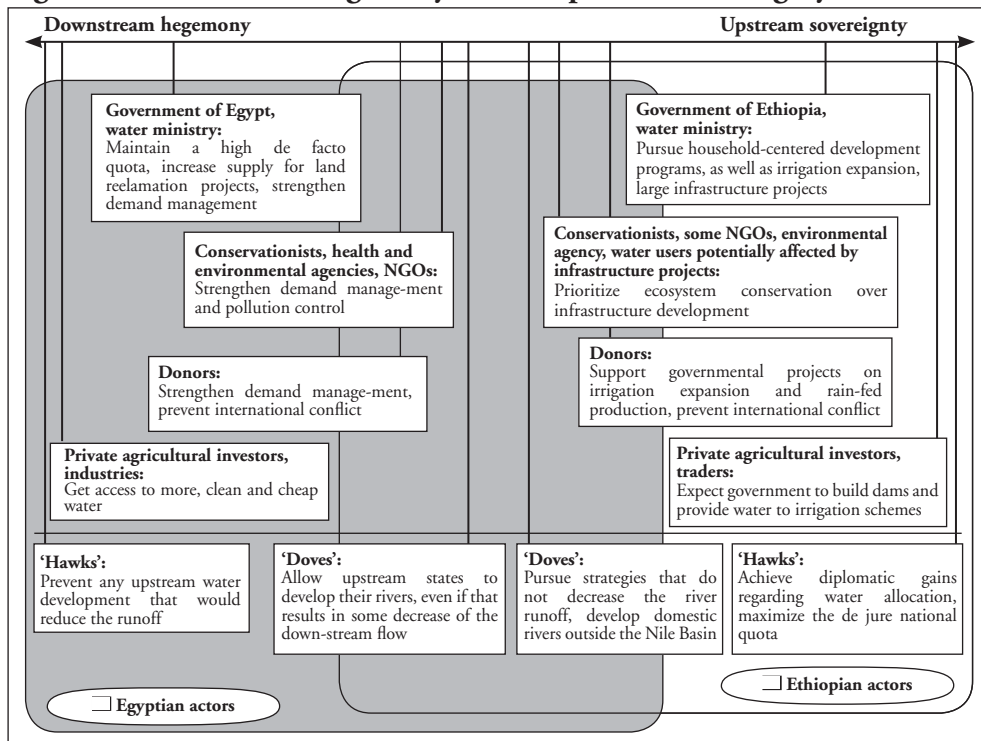 Downstream hegemony
Upstream sovereignty
Government of Egypt,
water ministry:
Maintain a high de facto
quota, increase supply for land
reelamation projects, strengthen
demand management
Government of Ethiopia,
water ministry:
Pursue household-centered development
programs, as well as irrigation expansion,
large infrastructure projects
Conservationists, health and
environmental agencies, NGOs:
Strengthen demand manage-ment
and pollution control
Conservationists, some NGOs, environmental
agency, water users potentially affected by
infrastructure projects:
Prioritize ecosystem conservation over
infrastructure development
Donors:
Strengthen demand manage-ment,
prevent international conflict
Donors:
Support governmental projects on
irrigation expansion and rain-fed
production, prevent international conflict
Private agricultural investors,
industries:
Get access to more, clean and cheap
water
Private agricultural investors,
traders:
Expect government to build dams and
provide water to irrigation schemes
‘Hawks’:
Prevent any upstream water
development that would
reduce the runoff
‘Doves’:
Allow upstream states to
develop their rivers, even if that
results in some decrease of the
down-stream flow
‘Doves’:
Pursue strategies that do
not decrease the river
runoff, develop domestic
rivers outside the Nile Basin
‘Hawks’:
Achieve diplomatic gains
regarding water allocation,
maximize the de jure national
quota
Egyptian actors
Ethiopian actors